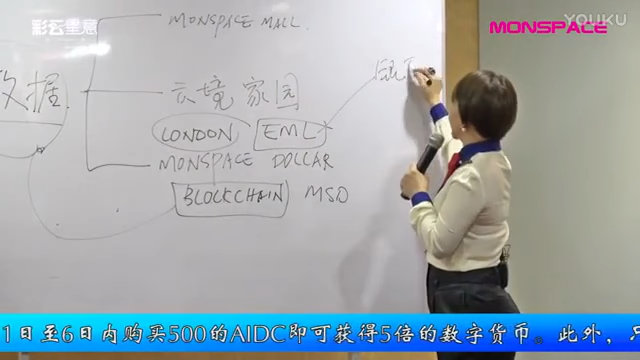 彩云重意
YOUKU
MONSPACE
MONSPACE MALL
数据
云境家园
LONDON
EML
MONSPACE DOLLAR
BLOCKCHAIN MSD
1日至6日内购买500的AIDC即可获得5倍的数字货币。此外，